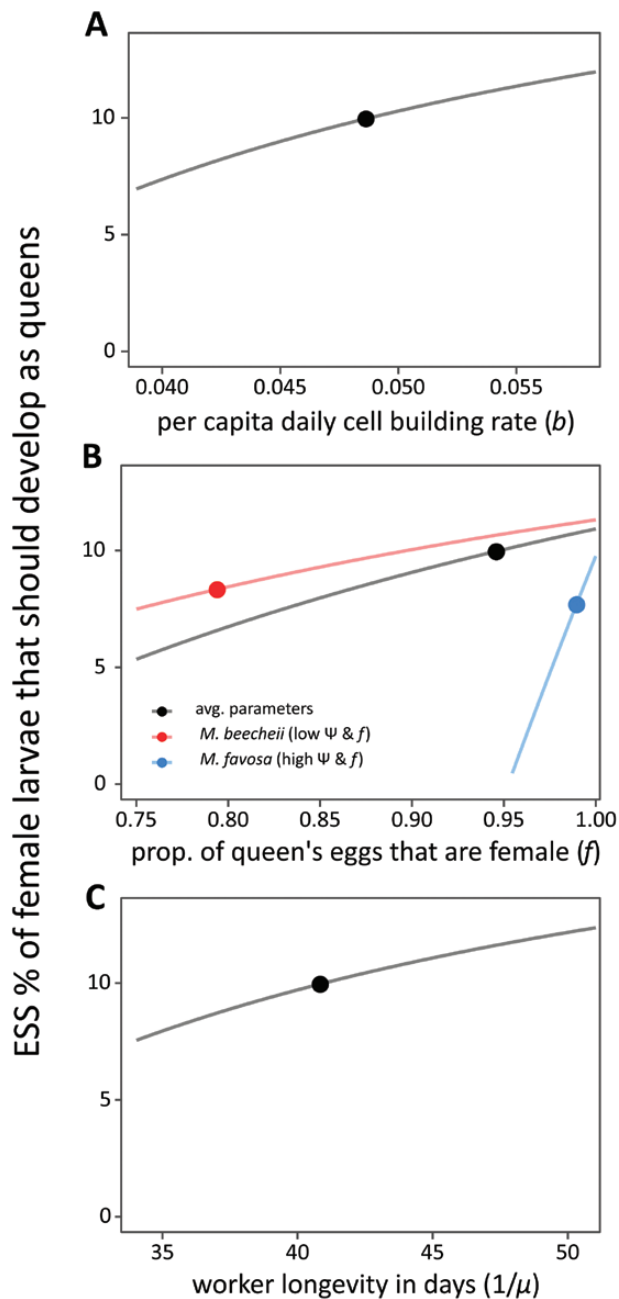 ESS % of female larvae that should develop as queens
A
10
5
0
0.040 0.045 0.050 0.055
per capita daily cell building rate (b)
B
10
5
0
avg. parameters
M. beecheii (low Ψ & f)
M. favosa (high Ψ & f)
0.75 0.80 0.85 0.90 0.95 1.00
prop. of queen's eggs that are female (f)
C
10
5
0
35 40 45 50
worker longevity in days (1/μ)